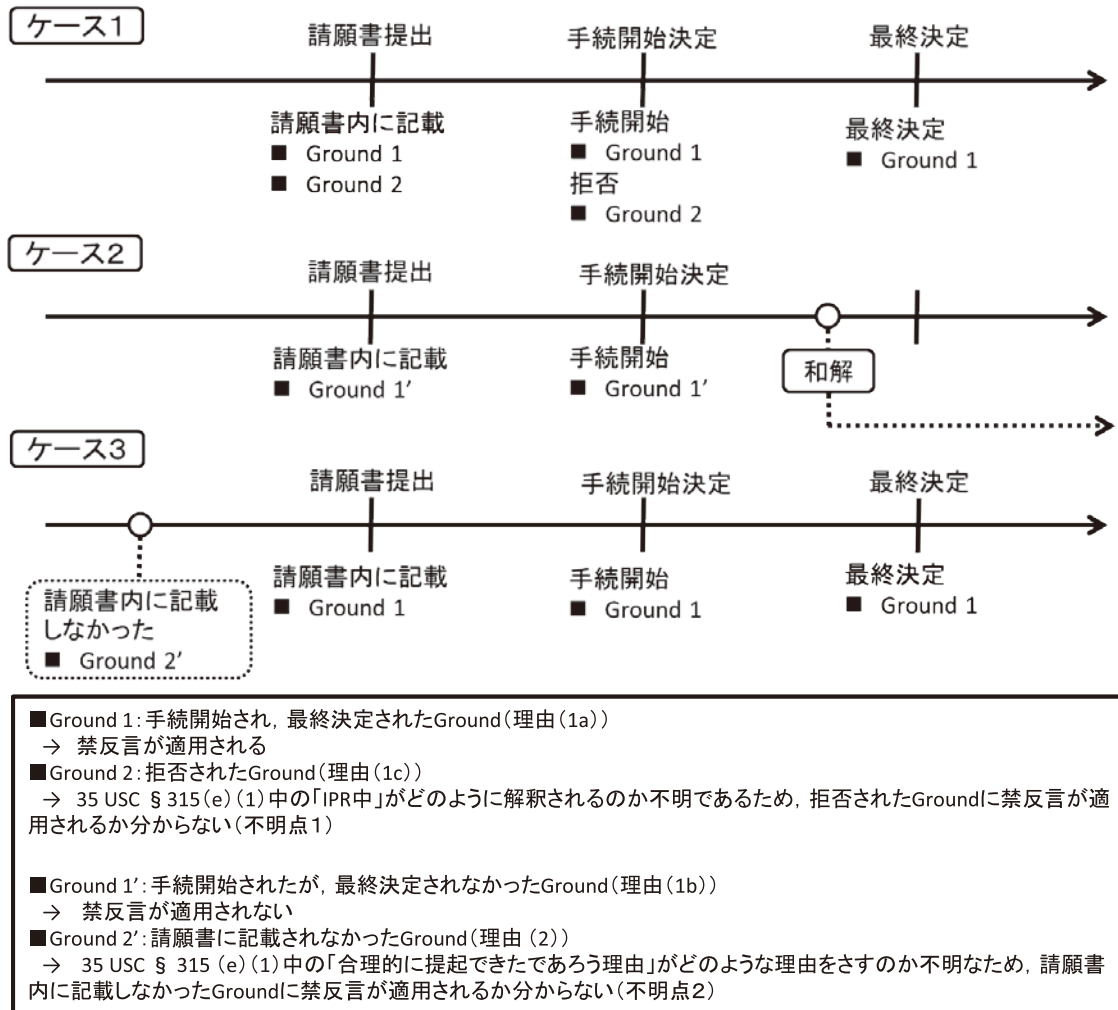 ケース1
請願書提出 手続開始決定 最終決定
請願書内に記載 手続開始 最終決定
■ Ground 1 ■ Ground 1 ■ Ground 1
■ Ground 2 拒否
■ Ground 2
ケース2
請願書提出 手続開始決定
請願書内に記載 手続開始 和解
■ Ground 1′ ■ Ground 1′
ケース3
請願書提出 手続開始決定 最終決定
請願書内に記載 手続開始 最終決定
■ Ground 1 ■ Ground 1 ■ Ground 1
請願書内に記載
しなかった
■ Ground 2′
■Ground 1：手続開始され，最終決定されたGround（理由（1a））
→ 禁反言が適用される
■Ground 2：拒否されたGround（理由（1c））
→ 35 USC §315（e）（1）中の「IPR中」がどのように解釈されるのか不明であるため，拒否されたGroundに禁反言が適
用されるか分からない（不明点1）
■Ground 1′：手続開始されたが，最終決定されなかったGround（理由（1b））
→ 禁反言が適用されない
■Ground 2′：請願書に記載されなかったGround（理由（2））
→ 35 USC § 315（e）（1）中の「合理的に提起できたであろう理由」がどのような理由をさすのか不明なため，請願書
内に記載しなかったGroundに禁反言が適用されるか分からない（不明点2）